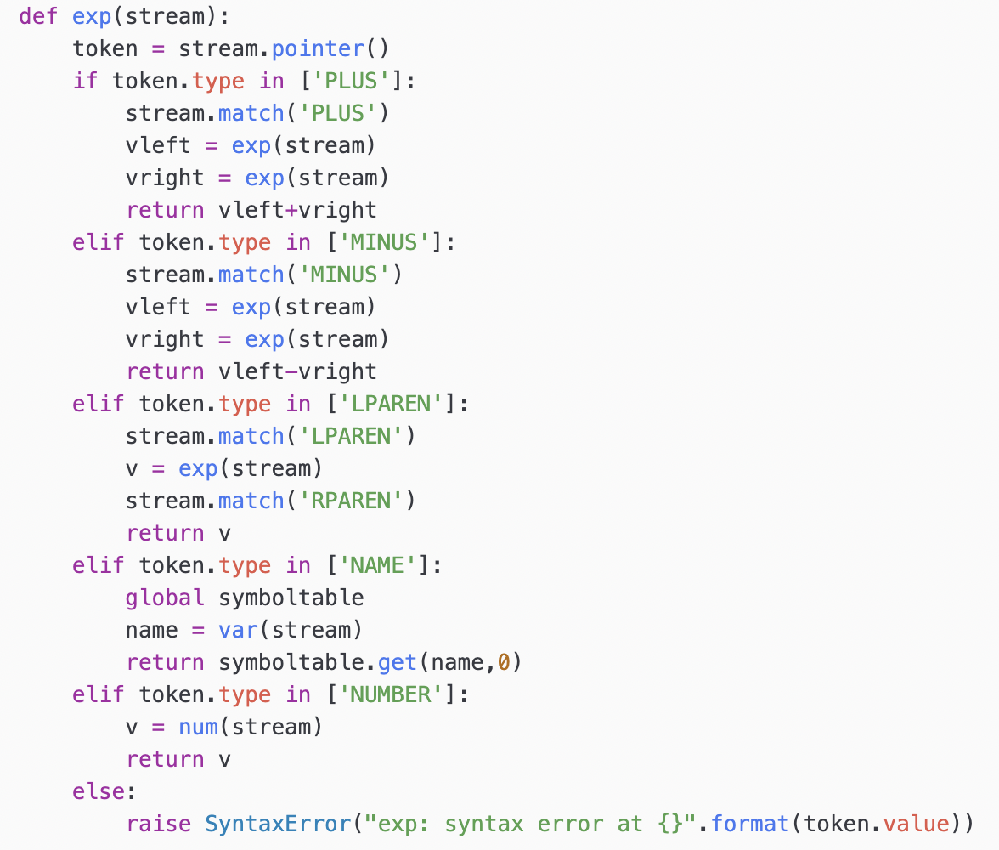 def exp(stream):
    token = stream.pointer()
    if token.type in ['PLUS']:
        stream.match('PLUS')
        vleft = exp(stream)
        vright = exp(stream)
        return vleft+vright
    elif token.type in ['MINUS']:
        stream.match('MINUS')
        vleft = exp(stream)
        vright = exp(stream)
        return vleft−vright
    elif token.type in ['LPAREN']:
        stream.match('LPAREN')
        v = exp(stream)
        stream.match('RPAREN')
        return v
    elif token.type in ['NAME']:
        global symboltable
        name = var(stream)
        return symboltable.get(name,0)
    elif token.type in ['NUMBER']:
        v = num(stream)
        return v
    else:
        raise SyntaxError("exp: syntax error at {}".format(token.value))